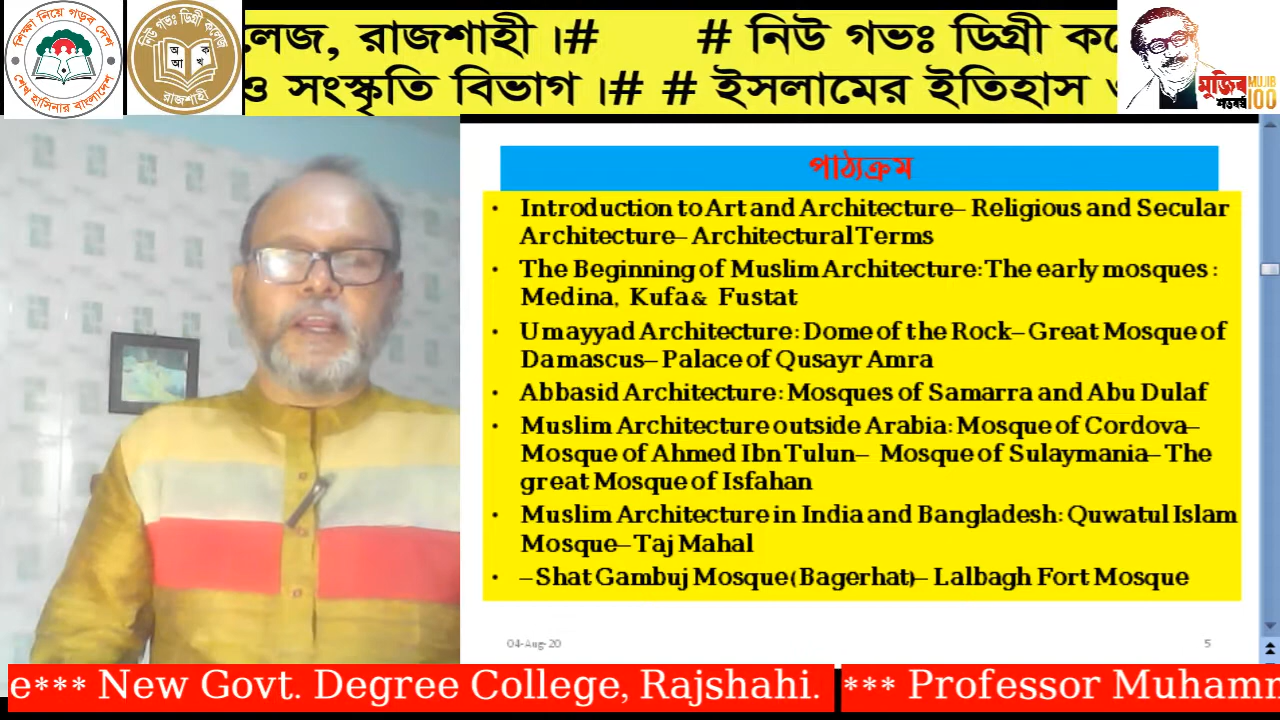 শিক্ষা নিয়ে গড়ব দেশ
শেখ হাসিনার বাংলাদেশ
নিউ গভঃ ডিগ্রী কলেজ
অ ক
আ খ
রাজশাহী
লেজ, রাজশাহী ।# # নিউ গভঃ ডিগ্রী কলে
ও সংস্কৃতি বিভাগ ।# # ইসলামের ইতিহাস ও
মুজিব MUJIB
শতবর্ষ 100
পাঠ্যক্রম
• Introduction to Art and Architecture– Religious and Secular
Architecture– Architectural Terms
• The Beginning of Muslim Architecture: The early mosques :
Medina, Kufa & Fustat
• Umayyad Architecture: Dome of the Rock– Great Mosque of
Damascus– Palace of Qusayr Amra
• Abbasid Architecture: Mosques of Samarra and Abu Dulaf
• Muslim Architecture outside Arabia: Mosque of Cordova–
Mosque of Ahmed Ibn Tulun– Mosque of Sulaymania– The
great Mosque of Isfahan
• Muslim Architecture in India and Bangladesh: Quwatul Islam
Mosque– Taj Mahal
• – Shat Gambuj Mosque (Bagerhat)– Lalbagh Fort Mosque
04-Aug-20 5
e*** New Govt. Degree College, Rajshahi. *** Professor Muhamm